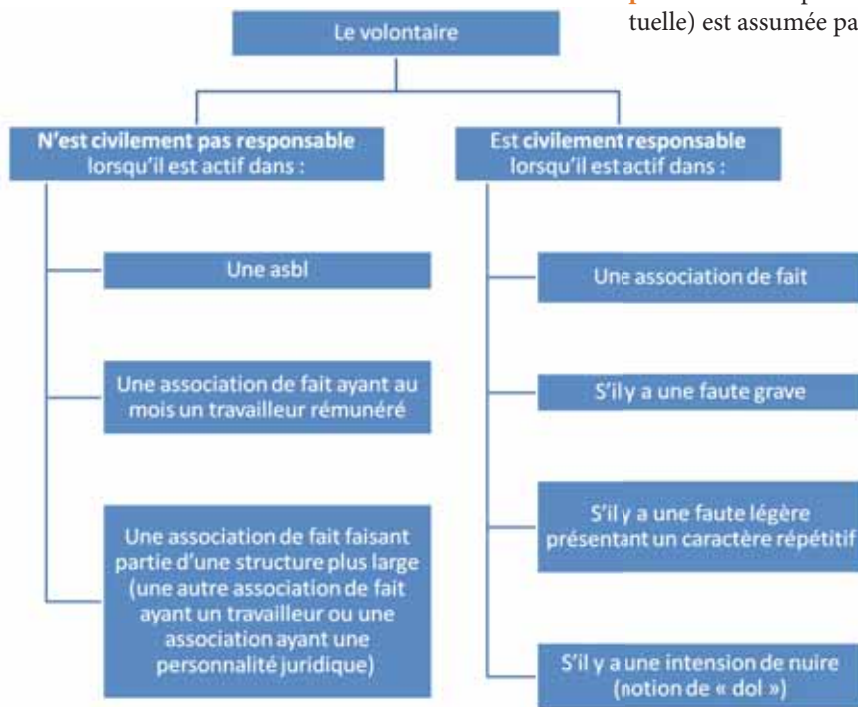 tuelle) est assumée pa
Le volontaire
N'est civilement pas responsable
lorsqu'il est actif dans :
Une asbl
Une association de fait ayant au
mois un travailleur rémunéré
Une association de fait faisant
partie d'une structure plus large
(une autre association de fait
ayant un travailleur ou une
association ayant une
personnalité juridique)
Est civilement responsable
lorsqu'il est actif dans :
Une association de fait
S'il y a une faute grave
S'il y a une faute légère
présentant un caractère répétitif
S'il y a une intension de nuire
(notion de « dol »)